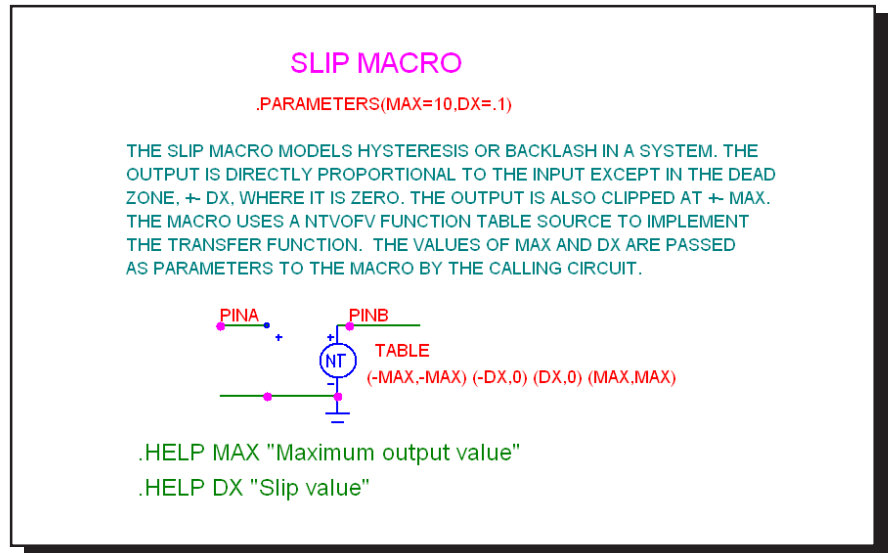 SLIP MACRO
.PARAMETERS(MAX=10,DX=.1)
THE SLIP MACRO MODELS HYSTERESIS OR BACKLASH IN A SYSTEM. THE
OUTPUT IS DIRECTLY PROPORTIONAL TO THE INPUT EXCEPT IN THE DEAD
ZONE, +- DX, WHERE IT IS ZERO. THE OUTPUT IS ALSO CLIPPED AT +- MAX.
THE MACRO USES A NTVOFV FUNCTION TABLE SOURCE TO IMPLEMENT
THE TRANSFER FUNCTION. THE VALUES OF MAX AND DX ARE PASSED
AS PARAMETERS TO THE MACRO BY THE CALLING CIRCUIT.
PINA
PINB
+
+
NT
-
TABLE
(-MAX,-MAX) (-DX,0) (DX,0) (MAX,MAX)
.HELP MAX "Maximum output value"
.HELP DX "Slip value"